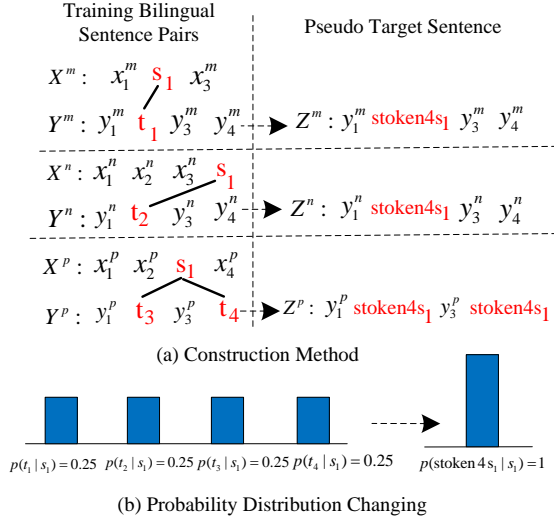 Training Bilingual Sentence Pairs
Pseudo Target Sentence
X^m : x_1^m s_1 x_3^m
Y^m : y_1^m t_1 y_3^m y_4^m
Z^m : y_1^m stoken4s_1 y_3^m y_4^m
X^n : x_1^n x_2^n x_3^n s_1
Y^n : y_1^n t_2 y_3^n y_4^n
Z^n : y_1^n stoken4s_1 y_3^n y_4^n
X^p : x_1^p x_2^p s_1 x_4^p
Y^p : y_1^p t_3 y_3^p t_4
Z^p : y_1^p stoken4s_1 y_3^p stoken4s_1
(a) Construction Method
p(t_1 | s_1) = 0.25 p(t_2 | s_1) = 0.25 p(t_3 | s_1) = 0.25 p(t_4 | s_1) = 0.25
p(stoken4s_1 | s_1) = 1
(b) Probability Distribution Changing